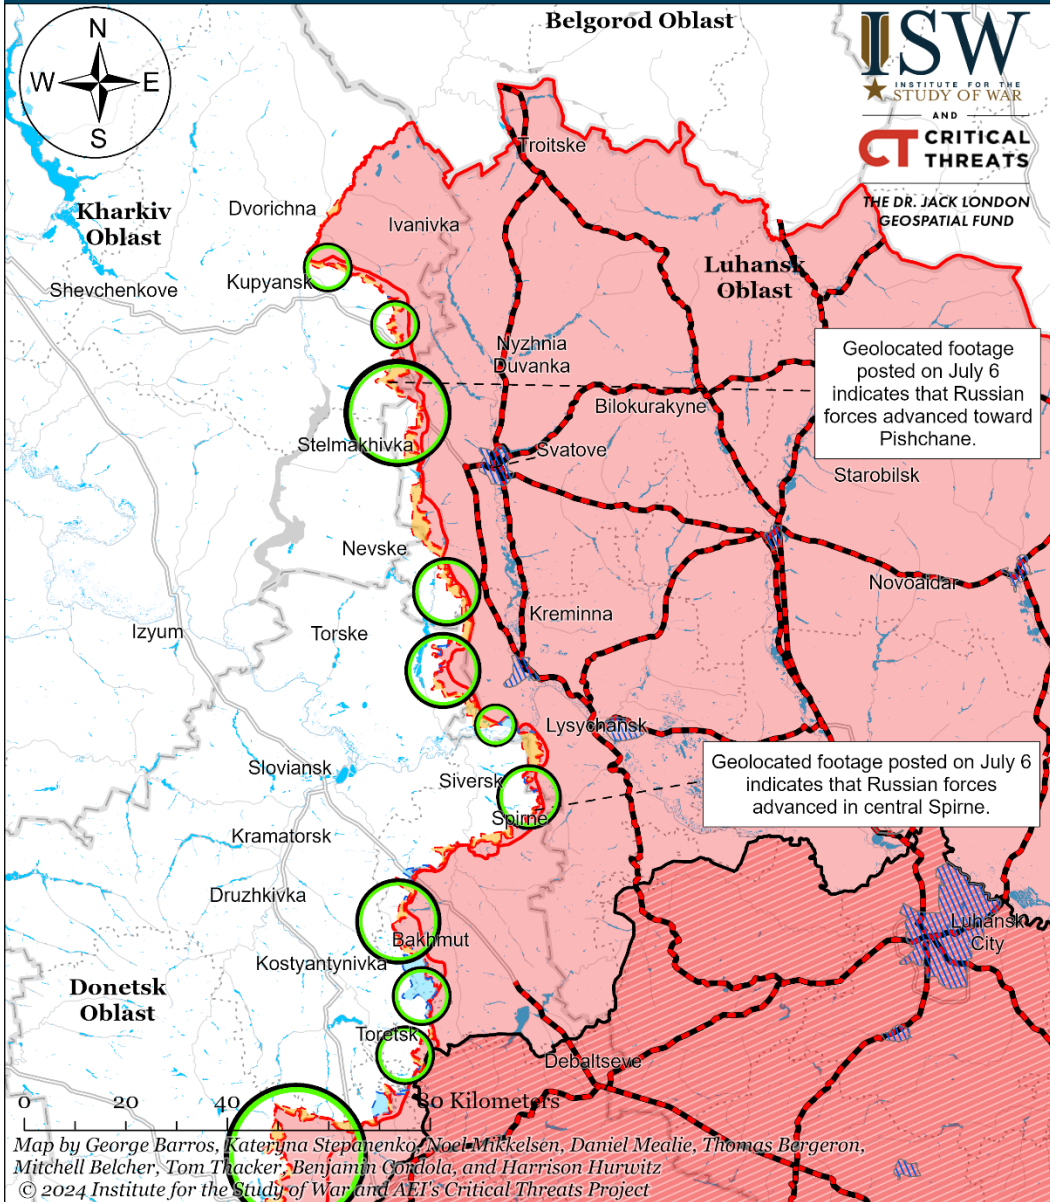 N
W
E
S
Belgorod Oblast
ISW
INSTITUTE FOR THE
STUDY OF WAR
AND
CT CRITICAL
THREATS
THE DR. JACK LONDON
GEOSPATIAL FUND
Troitske
Kharkiv
Oblast
Dvorichna
Ivanivka
Kupyansk
Shevchenkove
Luhansk
Oblast
Nyzhnia
Duvanka
Geolocated footage
posted on July 6
indicates that Russian
forces advanced toward
Pishchane.
Bilokurakyne
Stelmakhivka
Svatove
Starobilsk
Nevske
Novoaidar
Kreminna
Izyum
Torske
Lysychansk
Sloviansk
Siversk
Geolocated footage posted on July 6
indicates that Russian forces
advanced in central Spirne.
Spirne
Kramatorsk
Druzhkivka
Luhansk
City
Bakhmut
Kostyantynivka
Donetsk
Oblast
Toretsk
Debaltseve
0 20 40 80 Kilometers
Map by George Barros, Kateryna Stepanenko, Noel Mikkelsen, Daniel Mealie, Thomas Bergeron,
Mitchell Belcher, Tom Thacker, Benjamin Cordola, and Harrison Hurwitz
© 2024 Institute for the Study of War and AEI's Critical Threats Project